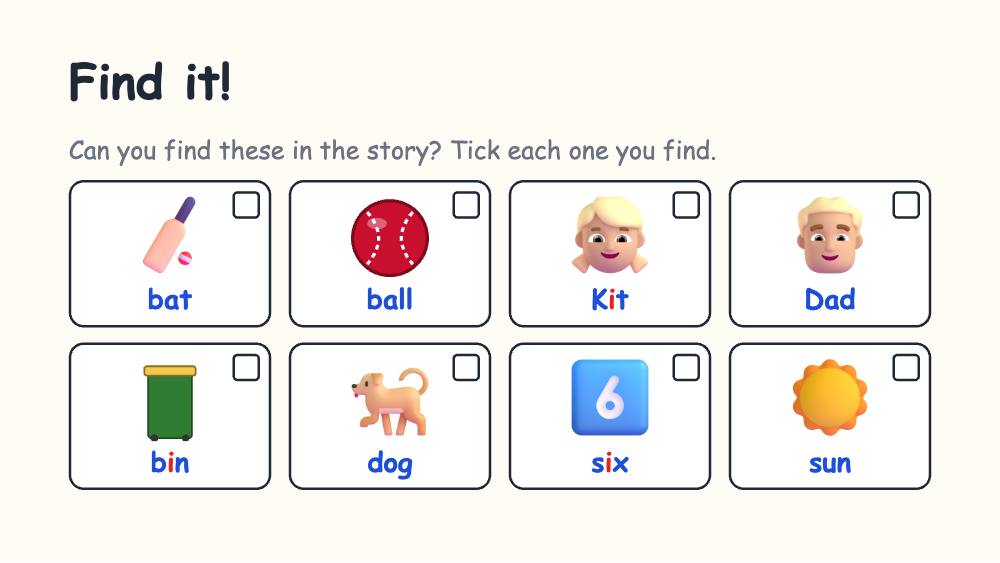 Find it!
Can you find these in the story? Tick each one you find.
bat
ball
Kit
Dad
bin
dog
6
six
sun